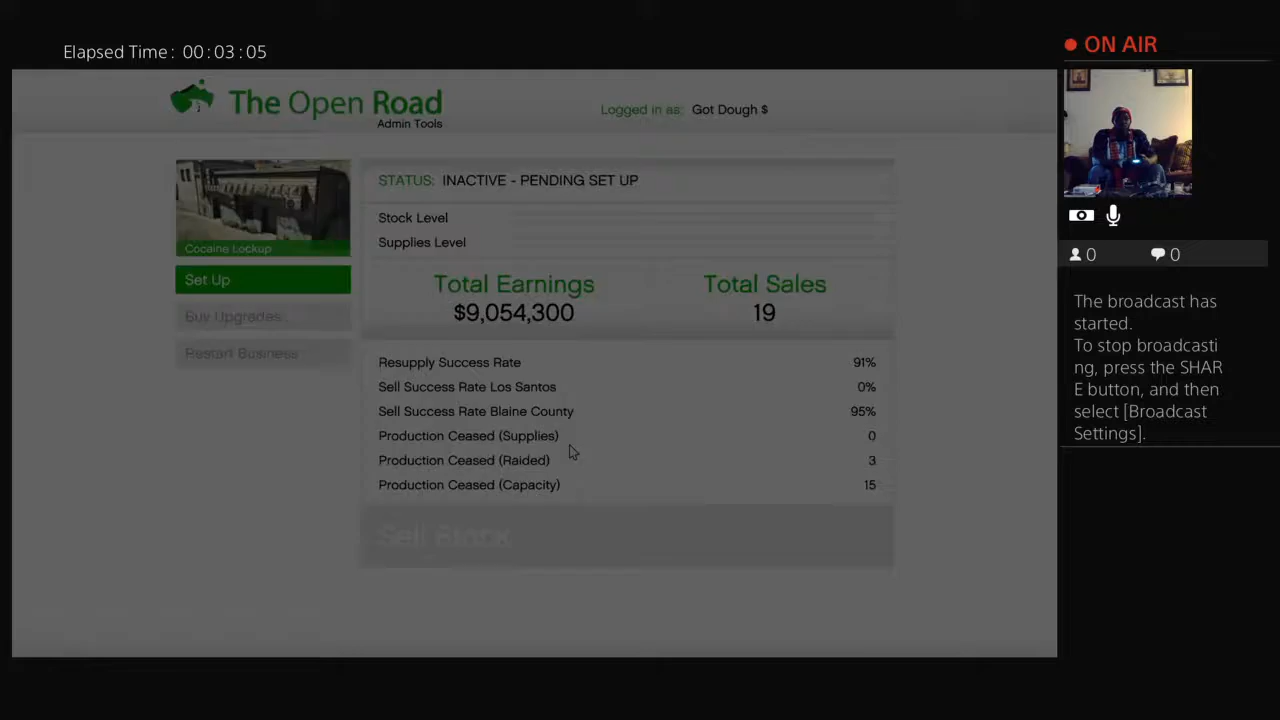 Elapsed Time: 00:03:05
ON AIR
The Open Road
Admin Tools
Logged in as: Got Dough $
Cocaine Lockup
Set Up
Buy Upgrades...
Restart Business
STATUS: INACTIVE - PENDING SET UP
Stock Level
Supplies Level
Total Earnings
$9,054,300
Total Sales
19
Resupply Success Rate 91%
Sell Success Rate Los Santos 0%
Sell Success Rate Blaine County 95%
Production Ceased (Supplies) 0
Production Ceased (Raided) 3
Production Ceased (Capacity) 15
Sell Stock
0 0
The broadcast has
started.
To stop broadcasti
ng, press the SHAR
E button, and then
select [Broadcast
Settings].